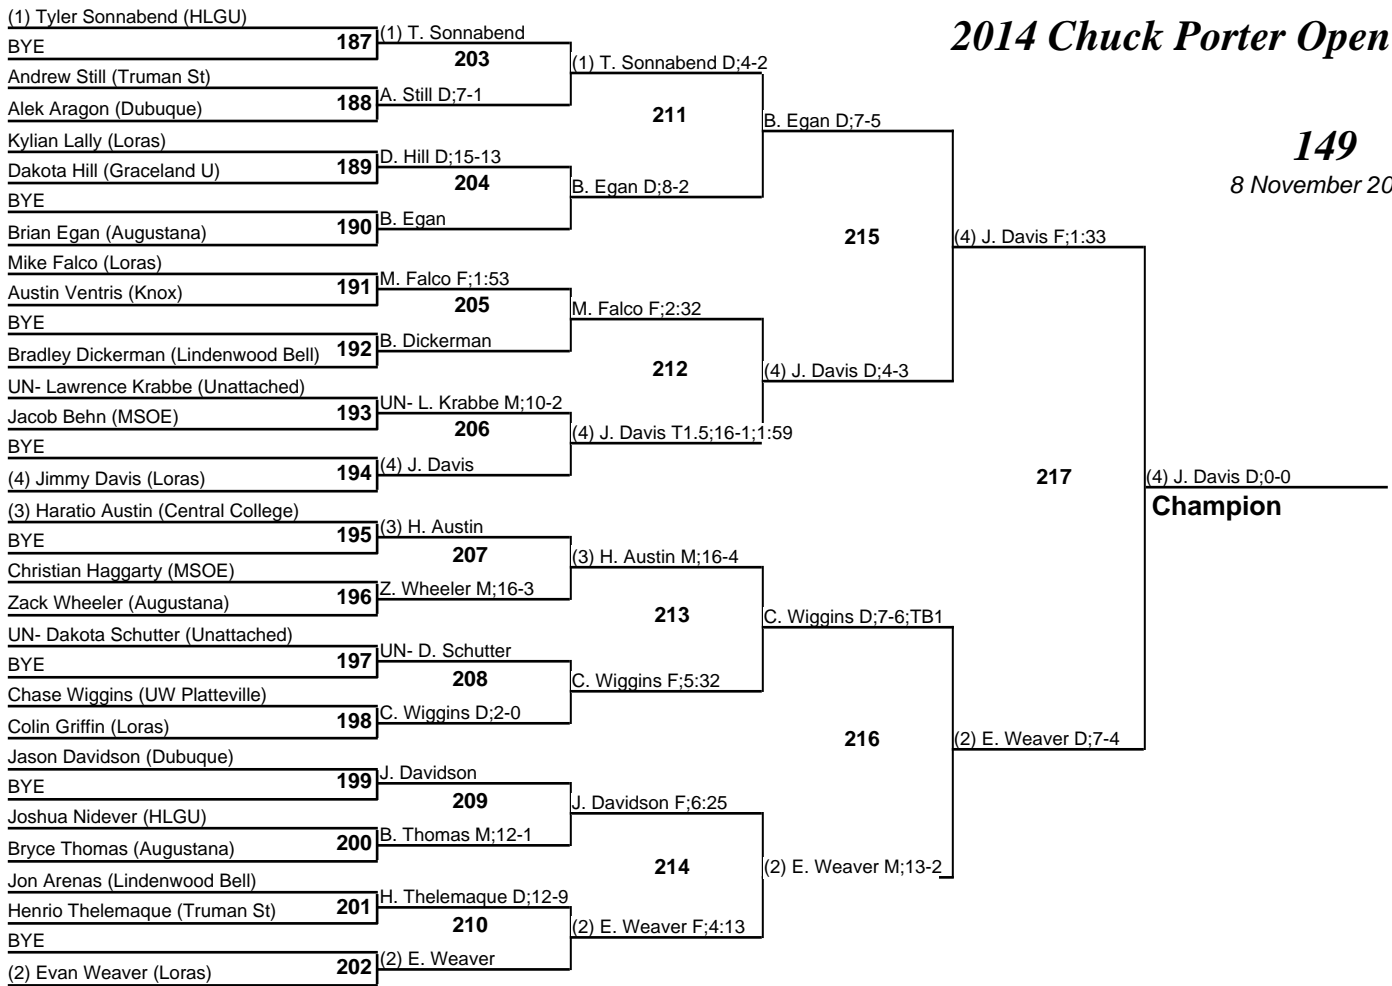 2014 Chuck Porter Open
149
8 November 20
(1) Tyler Sonnabend (HLGU)
BYE
187
Andrew Still (Truman St)
Alek Aragon (Dubuque)
188
Kylian Lally (Loras)
Dakota Hill (Graceland U)
189
BYE
Brian Egan (Augustana)
190
Mike Falco (Loras)
Austin Ventris (Knox)
191
BYE
Bradley Dickerman (Lindenwood Bell)
192
UN- Lawrence Krabbe (Unattached)
Jacob Behn (MSOE)
193
BYE
(4) Jimmy Davis (Loras)
194
(3) Haratio Austin (Central College)
BYE
195
Christian Haggarty (MSOE)
Zack Wheeler (Augustana)
196
UN- Dakota Schutter (Unattached)
BYE
197
Chase Wiggins (UW Platteville)
Colin Griffin (Loras)
198
Jason Davidson (Dubuque)
BYE
199
Joshua Nidever (HLGU)
Bryce Thomas (Augustana)
200
Jon Arenas (Lindenwood Bell)
Henrio Thelemaque (Truman St)
201
BYE
(2) Evan Weaver (Loras)
202
(1) T. Sonnabend
203
A. Still D;7-1
D. Hill D;15-13
204
B. Egan
M. Falco F;1:53
205
B. Dickerman
UN- L. Krabbe M;10-2
206
(4) J. Davis
(3) H. Austin
207
Z. Wheeler M;16-3
UN- D. Schutter
208
C. Wiggins D;2-0
J. Davidson
209
B. Thomas M;12-1
H. Thelemaque D;12-9
210
(2) E. Weaver
(1) T. Sonnabend D;4-2
211
B. Egan D;8-2
M. Falco F;2:32
212
(4) J. Davis T1.5;16-1;1:59
(3) H. Austin M;16-4
213
C. Wiggins F;5:32
J. Davidson F;6:25
214
(2) E. Weaver F;4:13
B. Egan D;7-5
215
(4) J. Davis D;4-3
C. Wiggins D;7-6;TB1
216
(2) E. Weaver M;13-2
(4) J. Davis F;1:33
217
(2) E. Weaver D;7-4
(4) J. Davis D;0-0
Champion